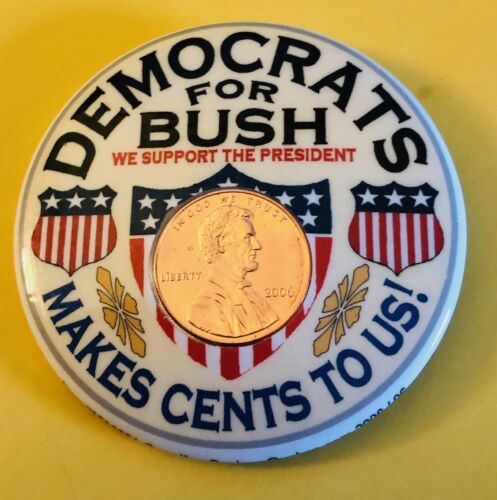 DEMOCRATS
FOR
BUSH
WE SUPPORT THE PRESIDENT
IN GOD WE TRUST
LIBERTY
2006
MAKES CENTS TO US!